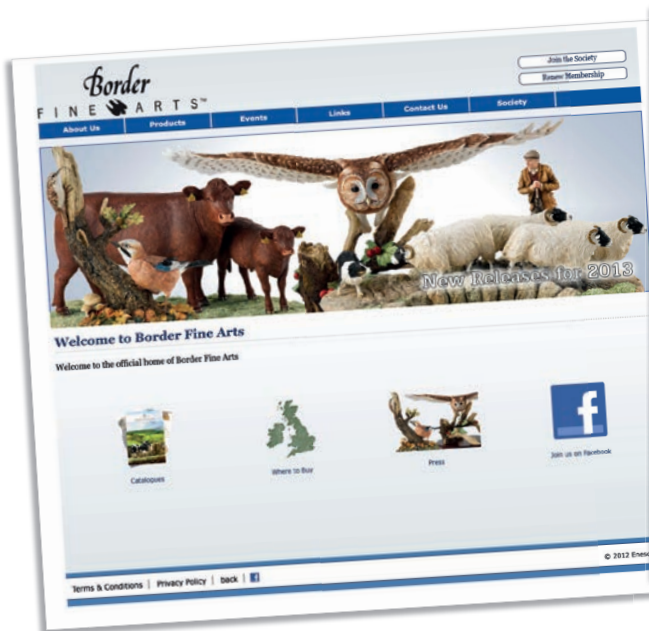 Border
FINE ARTS™
Join the Society
Renew Membership
About Us
Products
Events
Links
Contact Us
Society
New Releases for 2013
Welcome to Border Fine Arts
Welcome to the official home of Border Fine Arts
Catalogues
Where to Buy
Press
f
Join us on Facebook
Terms & Conditions | Privacy Policy | back | f
© 2012